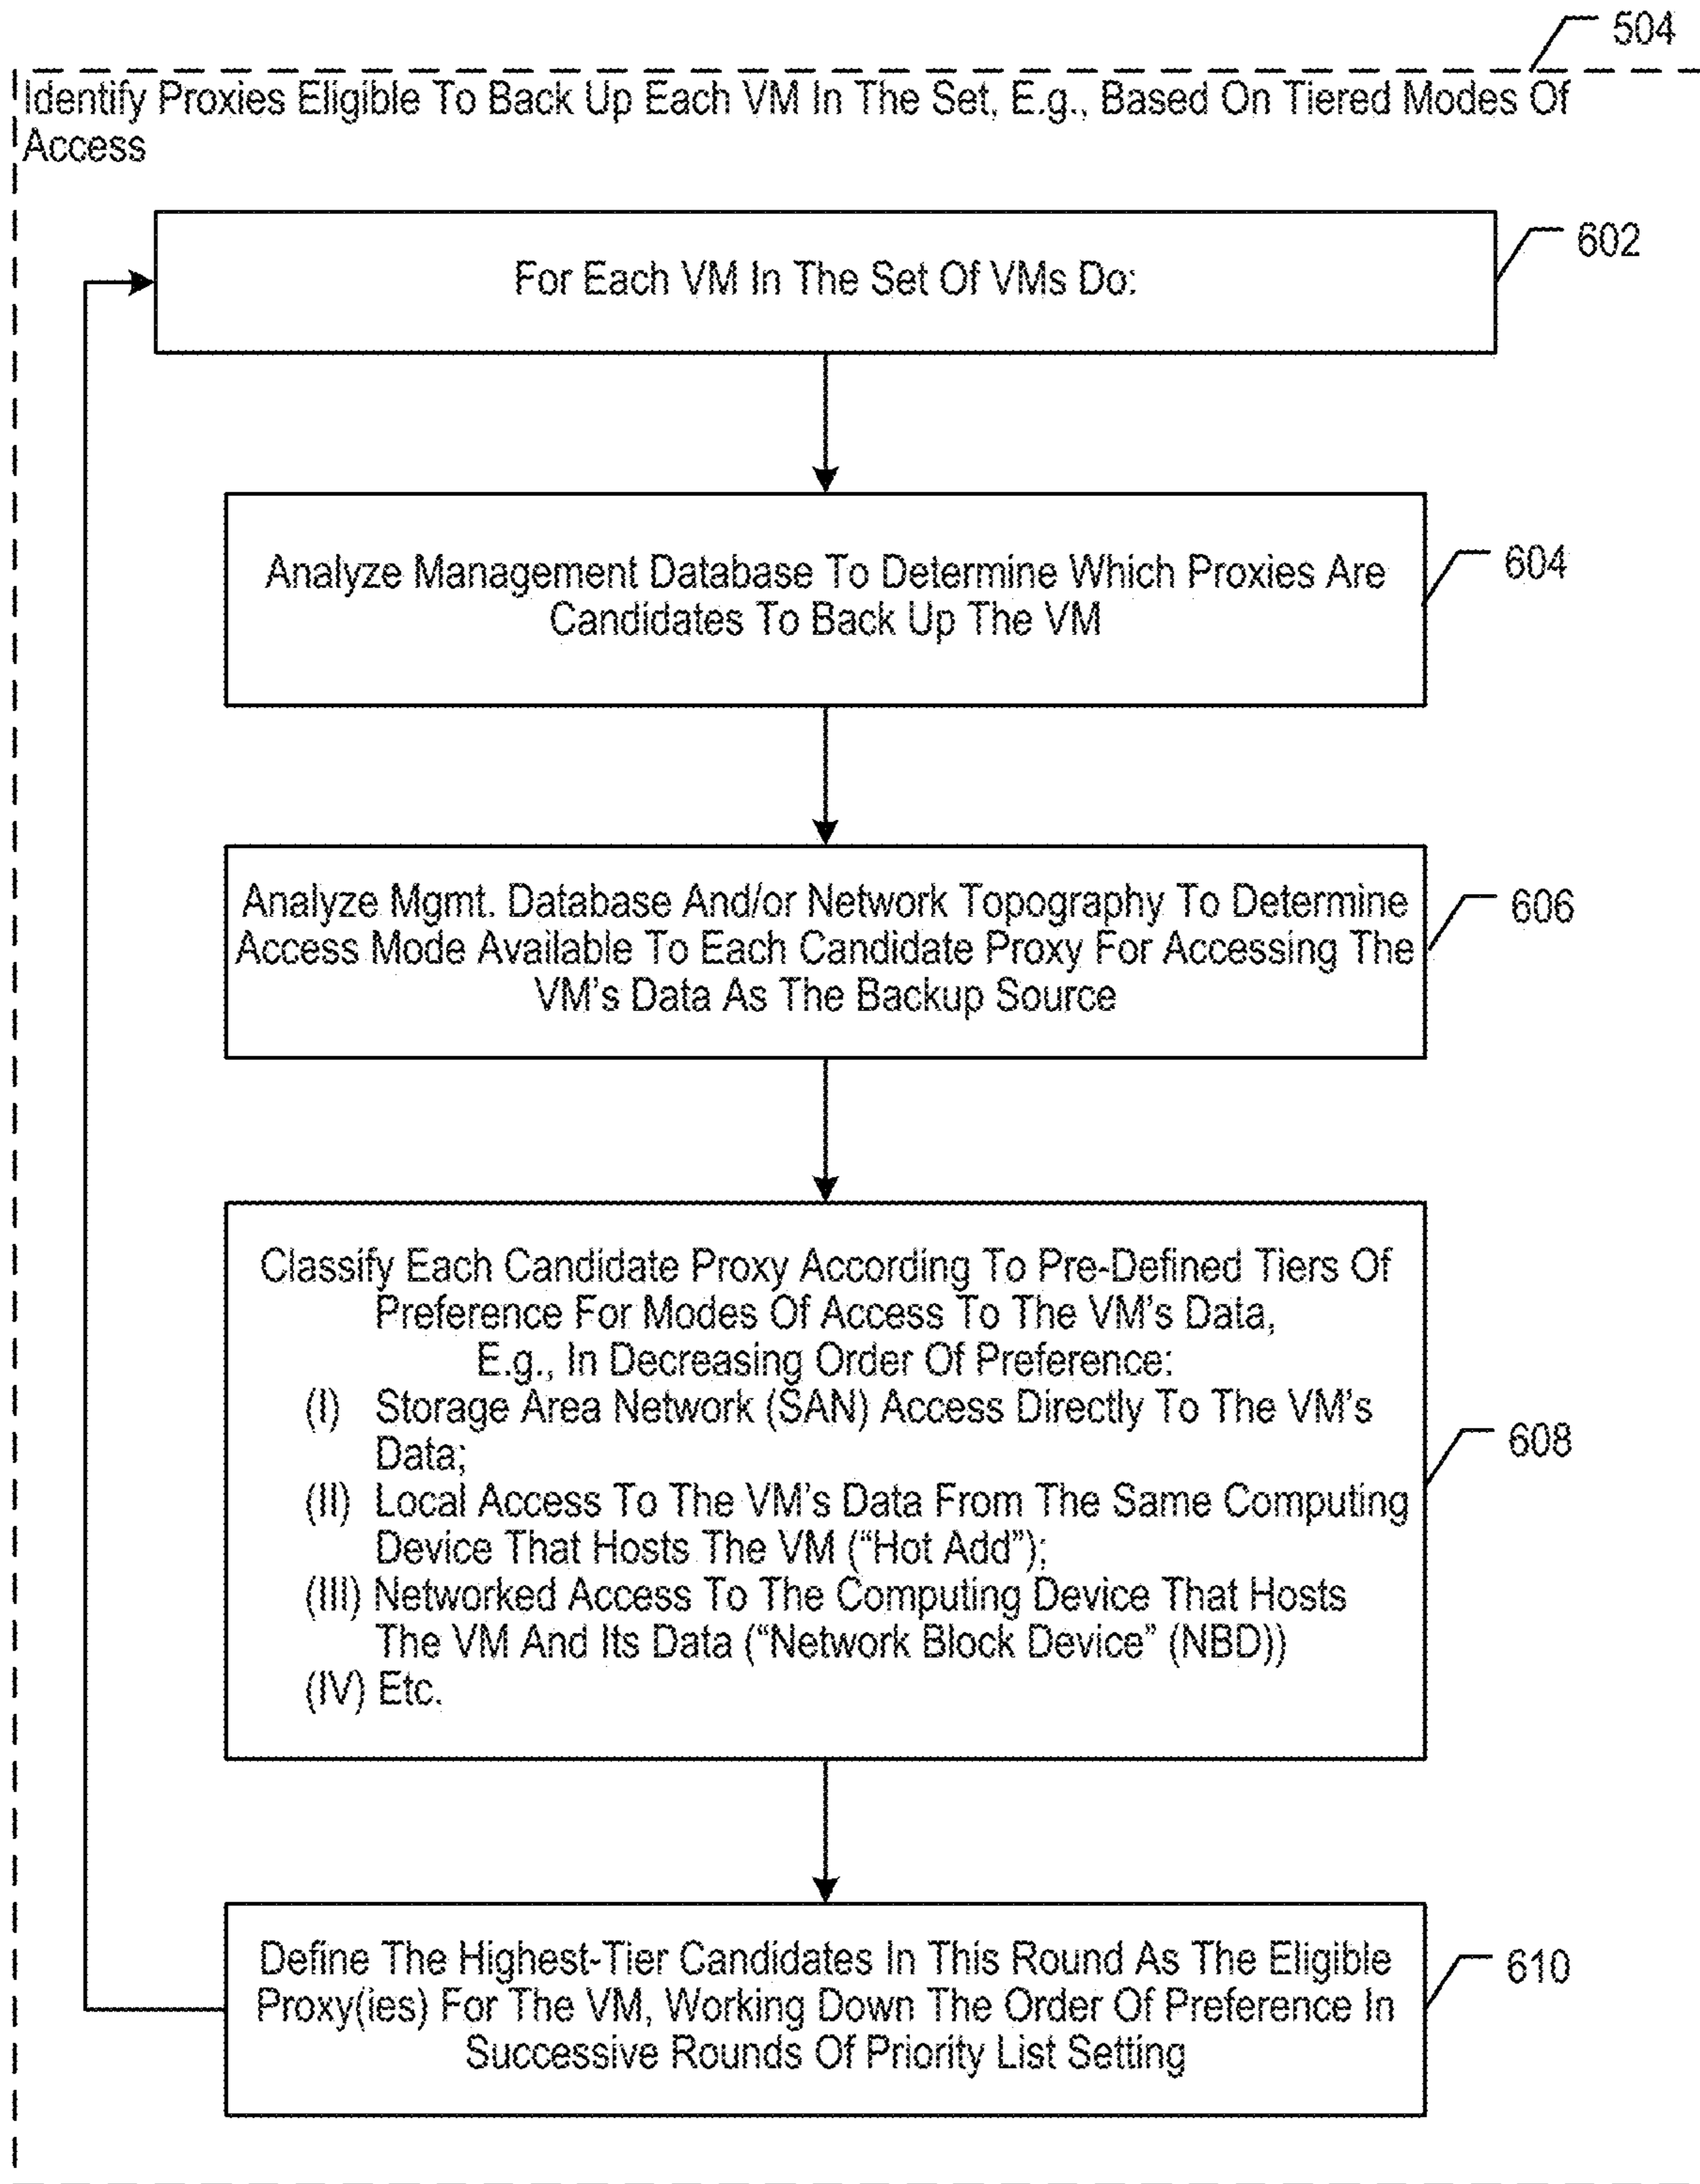 504
Identify Proxies Eligible To Back Up Each VM In The Set, E.g., Based On Tiered Modes Of
Access
For Each VM In The Set Of VMs Do:
602
Analyze Management Database To Determine Which Proxies Are
Candidates To Back Up The VM
604
Analyze Mgmt. Database And/or Network Topography To Determine
Access Mode Available To Each Candidate Proxy For Accessing The
VM's Data As The Backup Source
606
Classify Each Candidate Proxy According To Pre-Defined Tiers Of
Preference For Modes Of Access To The VM's Data,
E.g., In Decreasing Order Of Preference:
(I) Storage Area Network (SAN) Access Directly To The VM's
Data;
(II) Local Access To The VM's Data From The Same Computing
Device That Hosts The VM (“Hot Add”);
(III) Networked Access To The Computing Device That Hosts
The VM And Its Data (“Network Block Device” (NBD))
(IV) Etc.
608
Define The Highest-Tier Candidates In This Round As The Eligible
Proxy(ies) For The VM, Working Down The Order Of Preference In
Successive Rounds Of Priority List Setting
610